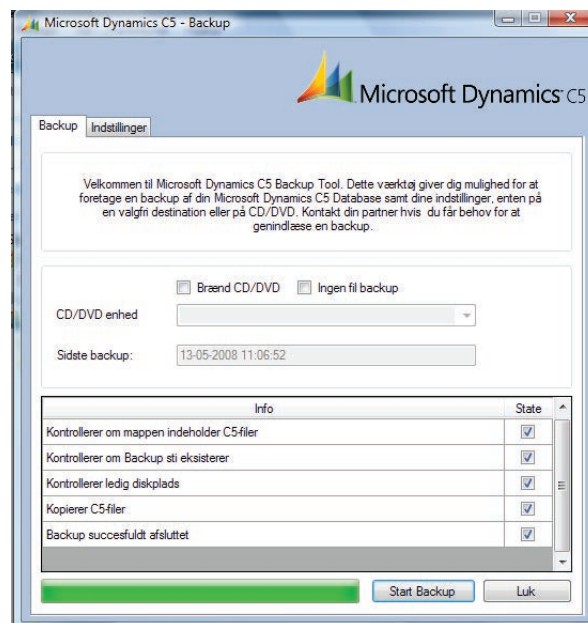 Microsoft Dynamics C5 - Backup
Microsoft Dynamics C5
Backup
Indstillinger
Velkommen til Microsoft Dynamics C5 Backup Tool. Dette værktøj giver dig mulighed for at
foretage en backup af din Microsoft Dynamics C5 Database samt dine indstillinger, enten på
en valgfri destination eller på CD/DVD. Kontakt din partner hvis du får behov for at
genindlæse en backup.
Brænd CD/DVD
Ingen fil backup
CD/DVD enhed
Sidste backup:
13-05-2008 11:06:52
Info
State
Kontrollerer om mappen indeholder C5-filer
Kontrollerer om Backup sti eksisterer
Kontrollerer ledig diskplads
Kopierer C5-filer
Backup succesfuldt afsluttet
Start Backup
Luk